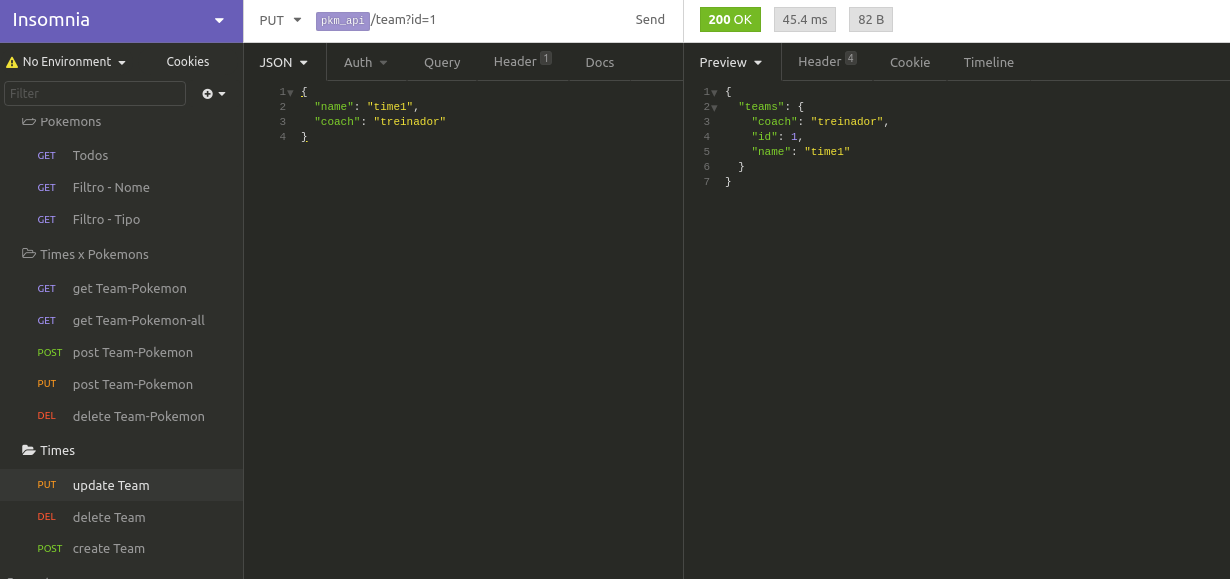 Insomnia
PUT pkm_api/team?id=1 Send
200 OK 45.4 ms 82 B
No Environment Cookies
Filter
Pokemons
GET Todos
GET Filtro - Nome
GET Filtro - Tipo
Times x Pokemons
GET get Team-Pokemon
GET get Team-Pokemon-all
POST post Team-Pokemon
PUT post Team-Pokemon
DEL delete Team-Pokemon
Times
PUT update Team
DEL delete Team
POST create Team
JSON Auth Query Header 1 Docs
1 {
2 "name": "time1",
3 "coach": "treinador"
4 }
Preview Header 4 Cookie Timeline
1 {
2 "teams": {
3 "coach": "treinador",
4 "id": 1,
5 "name": "time1"
6 }
7 }